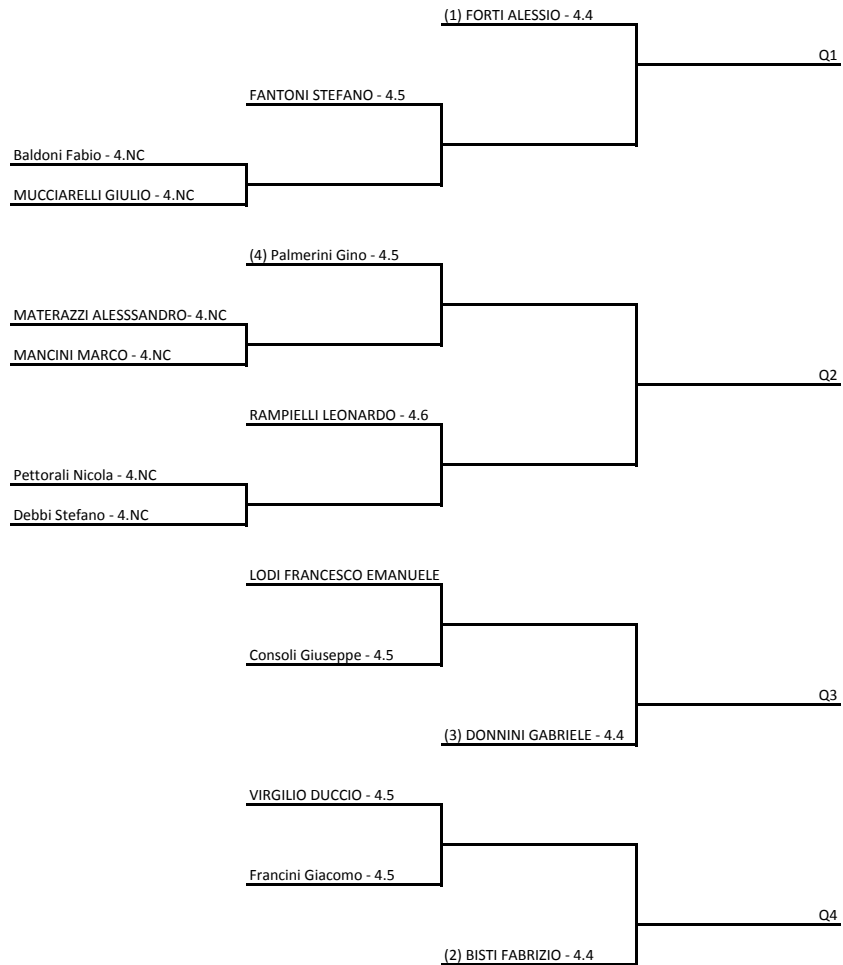 (1) FORTI ALESSIO - 4.4
Q1
FANTONI STEFANO - 4.5
Baldoni Fabio - 4.NC
MUCCIARELLI GIULIO - 4.NC
(4) Palmerini Gino - 4.5
MATERAZZI ALESSSANDRO- 4.NC
MANCINI MARCO - 4.NC
Q2
RAMPIELLI LEONARDO - 4.6
Pettorali Nicola - 4.NC
Debbi Stefano - 4.NC
LODI FRANCESCO EMANUELE
Consoli Giuseppe - 4.5
Q3
(3) DONNINI GABRIELE - 4.4
VIRGILIO DUCCIO - 4.5
Francini Giacomo - 4.5
Q4
(2) BISTI FABRIZIO - 4.4